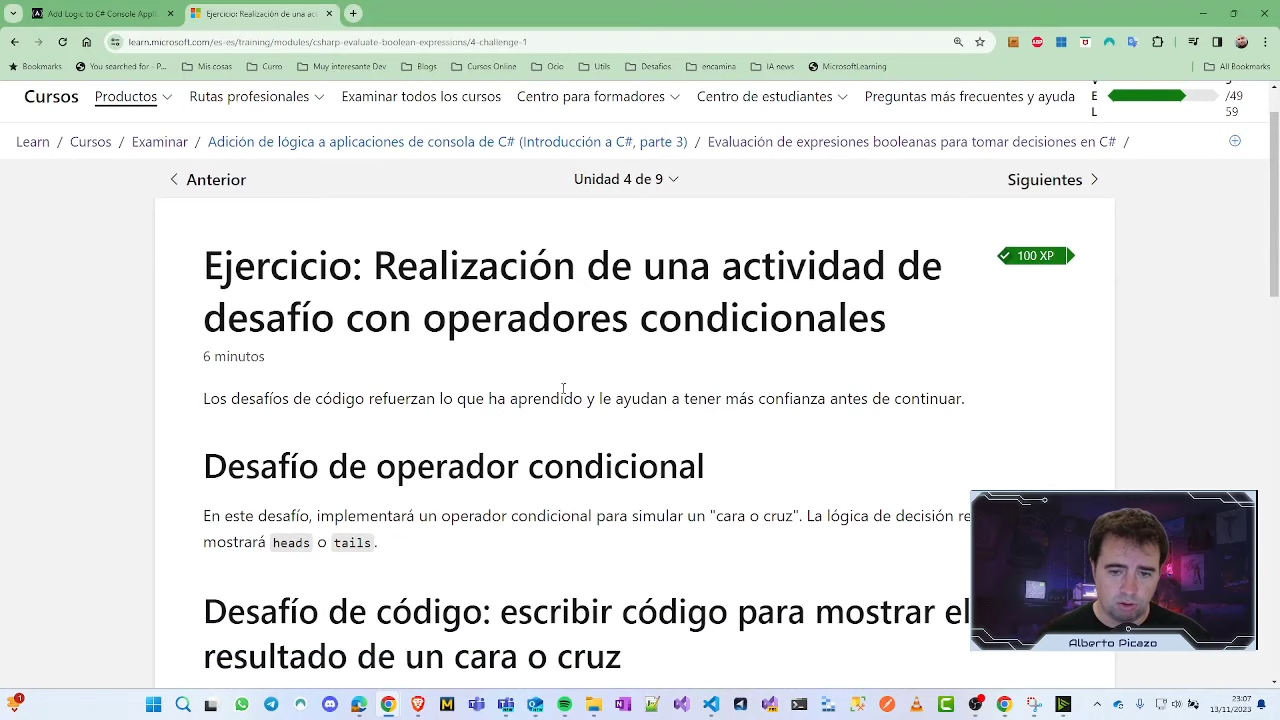 Add Logic to C# Console Appli
Ejercicio: Realización de una act
learn.microsoft.com/es-es/training/modules/csharp-evaluate-boolean-expressions/4-challenge-1
Bookmarks
You searched for - P...
Mis cosas
Curro
Muy interesante Dev
Blogs
Cursos Online
Ocio
Utils
Desafios
encamina
IA news
MicrosoftLearning
All Bookmarks
Cursos
Productos
Rutas profesionales
Examinar todos los cursos
Centro para formadores
Centro de estudiantes
Preguntas más frecuentes y ayuda
E
L
/49
59
Learn / Cursos / Examinar / Adición de lógica a aplicaciones de consola de C# (Introducción a C#, parte 3) / Evaluación de expresiones booleanas para tomar decisiones en C# /
Anterior
Unidad 4 de 9
Siguientes
Ejercicio: Realización de una actividad de
desafío con operadores condicionales
100 XP
6 minutos
Los desafíos de código refuerzan lo que ha aprendido y le ayudan a tener más confianza antes de continuar.
Desafío de operador condicional
En este desafío, implementará un operador condicional para simular un "cara o cruz". La lógica de decisión re
mostrará heads o tails.
Desafío de código: escribir código para mostrar el
resultado de un cara o cruz
Alberto Picazo
1
23:07
13/11/2023